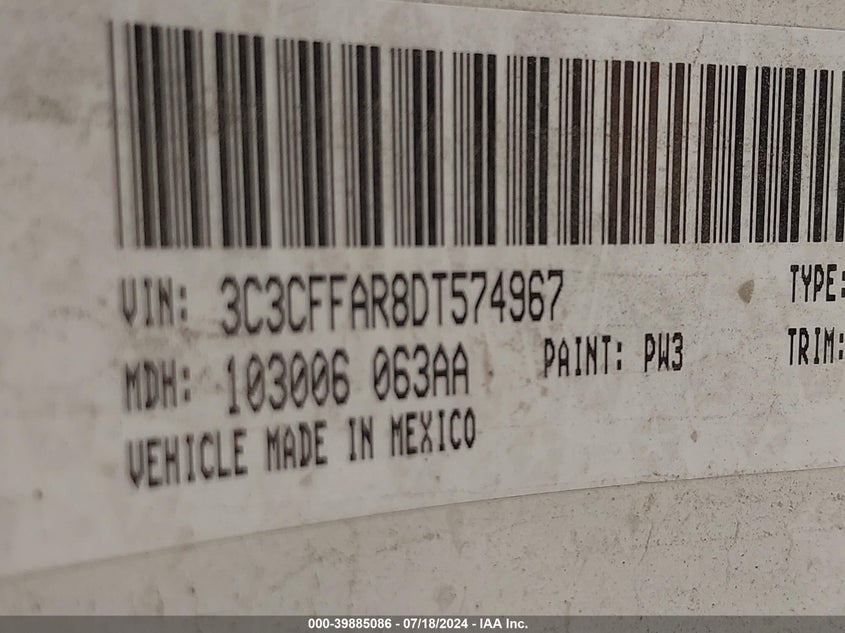 VIN: 3C3CFFAR8DT574967 TYPE:
MDH: 103006 063AA PAINT: PW3 TRIM:
VEHICLE MADE IN MEXICO
000-39885086 - 07/18/2024 - IAA Inc.